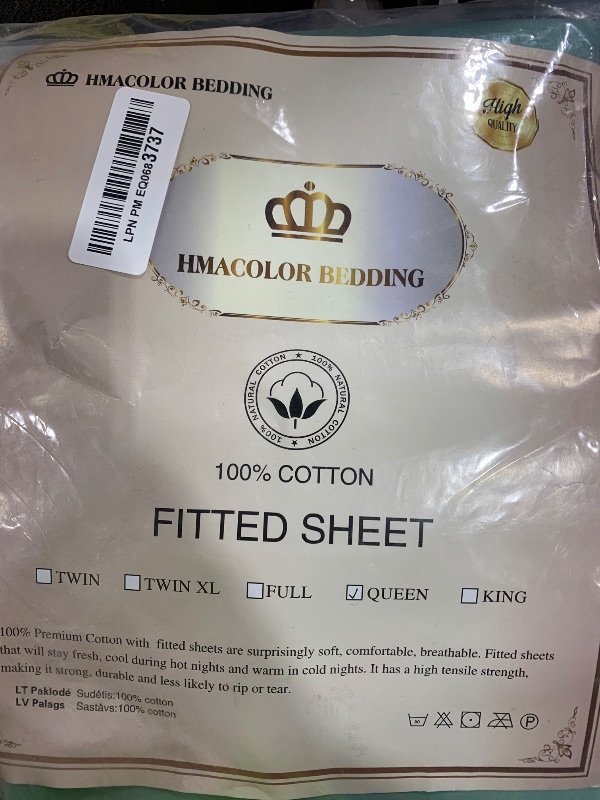 HMACOLOR BEDDING
High
QUALITY
LPN PM EQ0683737
HMACOLOR BEDDING
100% NATURAL COTTON ★ 100% NATURAL COTTON ★
100% COTTON
FITTED SHEET
TWIN TWIN XL FULL QUEEN KING
100% Premium Cotton with fitted sheets are surprisingly soft, comfortable, breathable. Fitted sheets
that will stay fresh, cool during hot nights and warm in cold nights. It has a high tensile strength,
making it strong, durable and less likely to rip or tear.
LT Paklodė Sudėtis:100% cotton
LV Palags Sastāvs:100% cotton
30
P